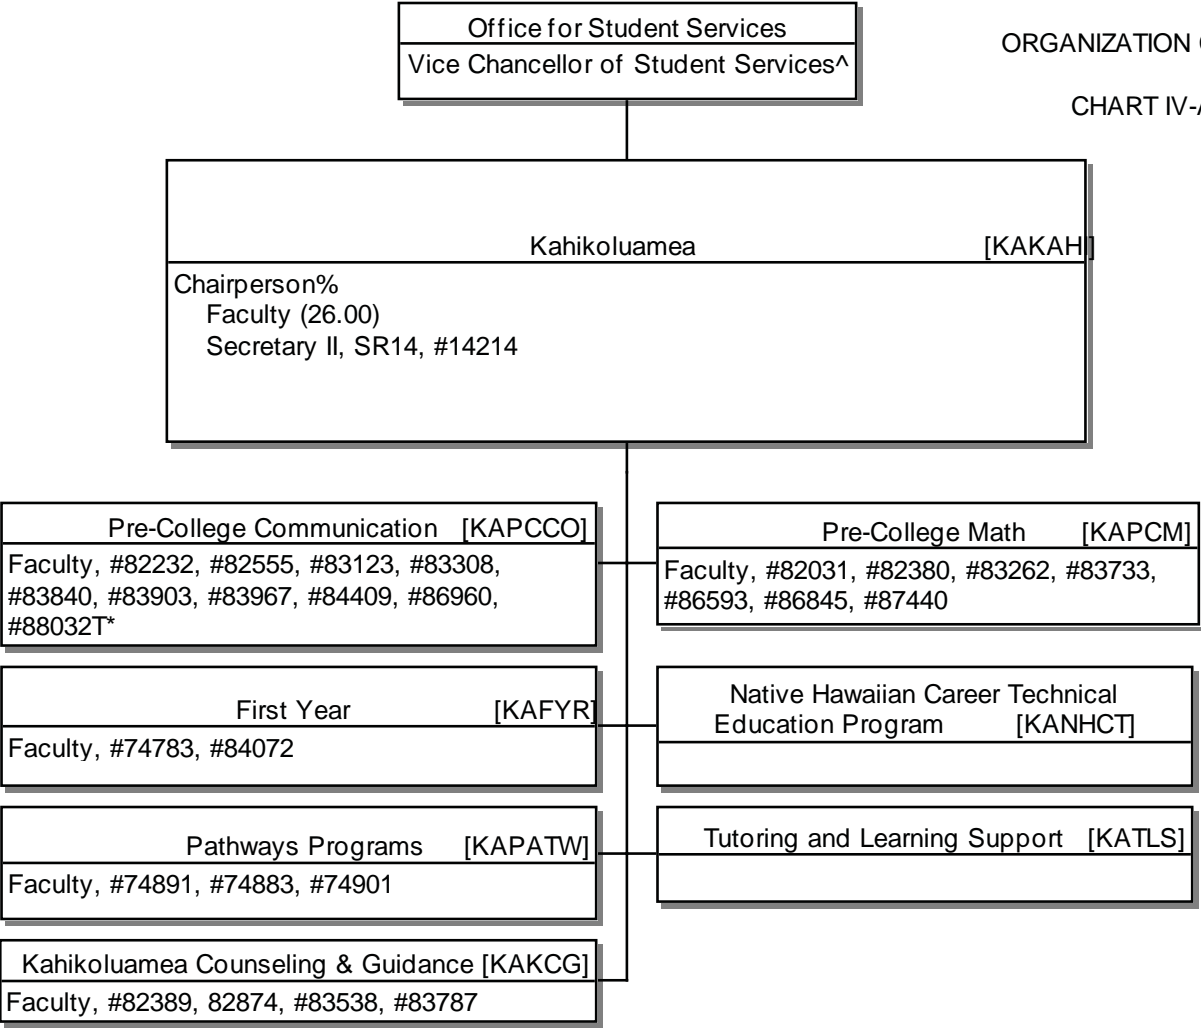 Office for Student Services
Vice Chancellor of Student Services^
ORGANIZATION
CHART IV-A
Kahikoluamea [KAKAHI]
Chairperson%
Faculty (26.00)
Secretary II, SR14, #14214
Pre-College Communication [KAPCCO]
Faculty, #82232, #82555, #83123, #83308,
#83840, #83903, #83967, #84409, #86960,
#88032T*
Pre-College Math [KAPCM]
Faculty, #82031, #82380, #83262, #83733,
#86593, #86845, #87440
First Year [KAFYR]
Faculty, #74783, #84072
Native Hawaiian Career Technical
Education Program [KANHCT]
Pathways Programs [KAPATW]
Faculty, #74891, #74883, #74901
Tutoring and Learning Support [KATLS]
Kahikoluamea Counseling & Guidance [KAKCG]
Faculty, #82389, 82874, #83538, #83787